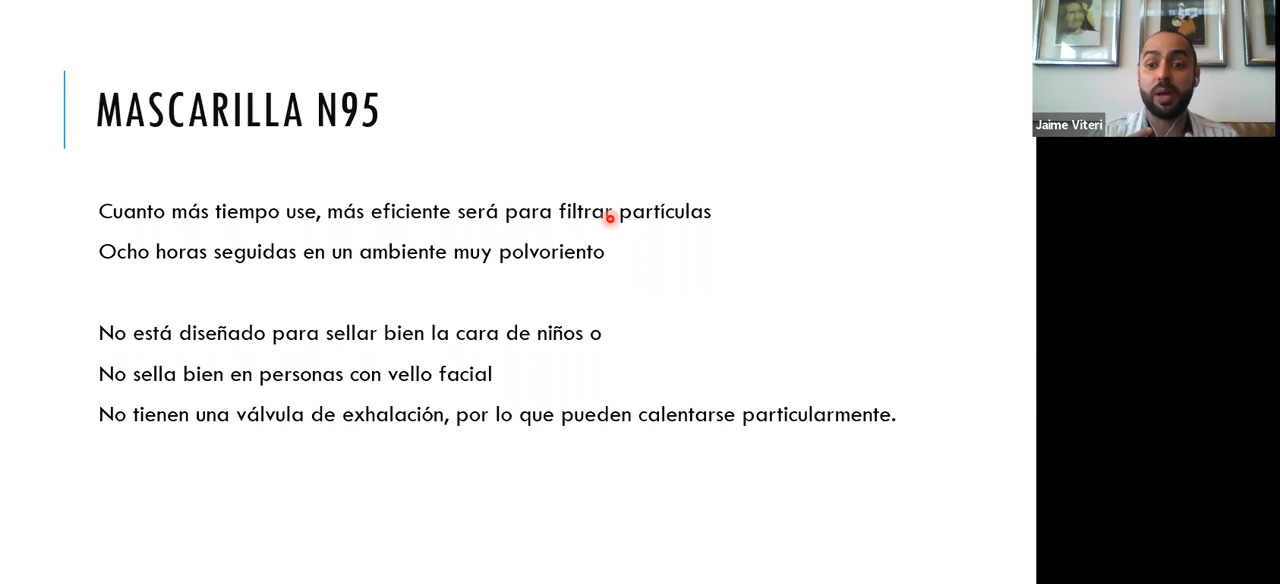 MASCARILLA N95
Cuanto más tiempo use, más eficiente será para filtrar partículas
Ocho horas seguidas en un ambiente muy polvoriento
No está diseñado para sellar bien la cara de niños o
No sella bien en personas con vello facial
No tienen una válvula de exhalación, por lo que pueden calentarse particularmente.
Jaime Viteri